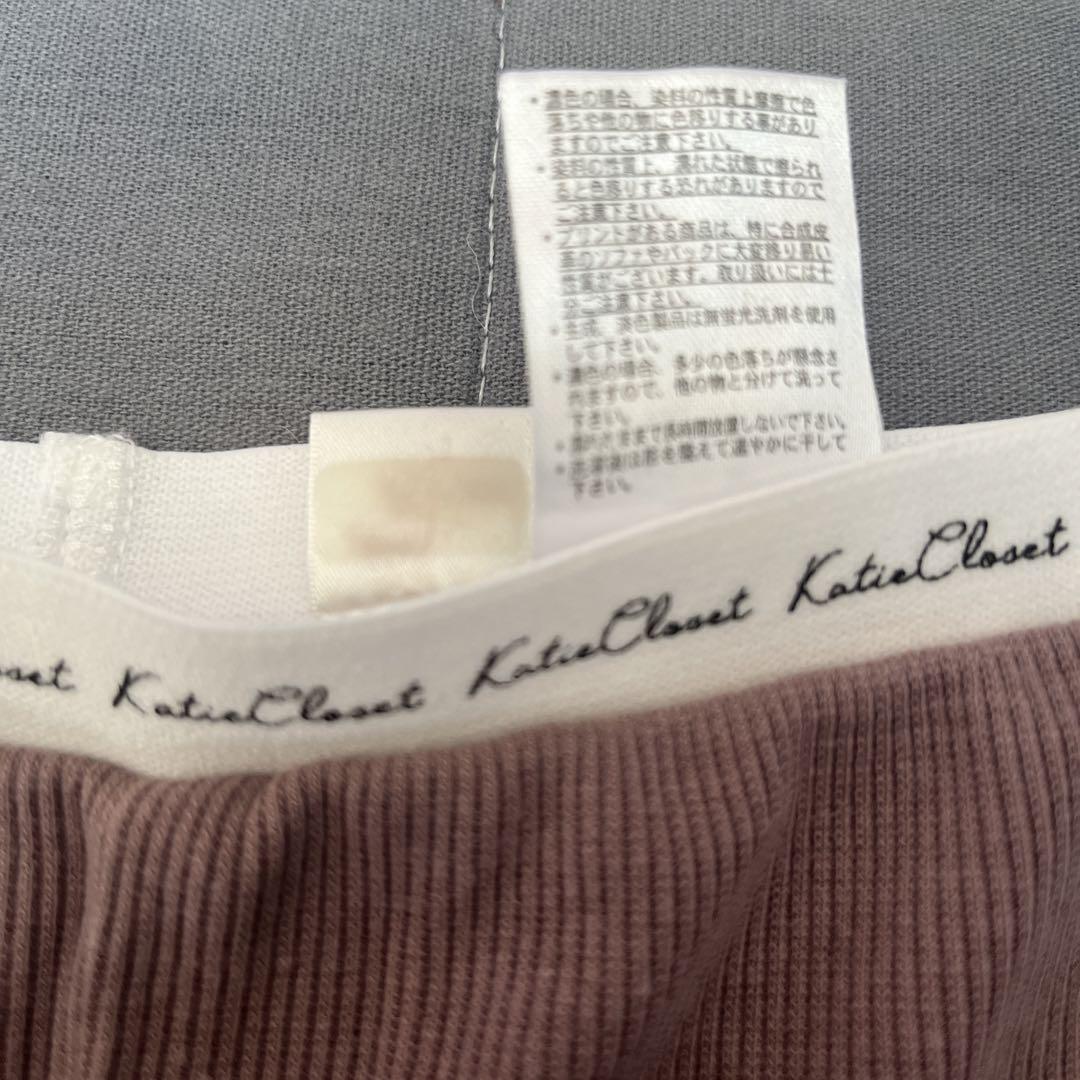 ・濃色の場合、染料の性質上摩擦で色
落ちや他の物に色移りする事があり
ますのでご注意下さい。
・染料の性質上、濡れた状態で擦られ
ると色落りする恐れがありますので
ご注意下さい。
・プリントがある商品は、特に合成皮
革のソファやバックに大変移り易い
性質がございます。取り扱いには十
分ご注意下さい。
・生成、淡色製品は無蛍光洗剤を使用
して下さい。
・濃色の場合、多少の色落ちが懸念さ
れますので、他の物と分けて洗って
下さい。
・濡れたままで長時間放置しないで下さい。
・洗濯後は形を整えて速やかに干して
下さい。
oset KatieCloset KatieCloset KatieCloset